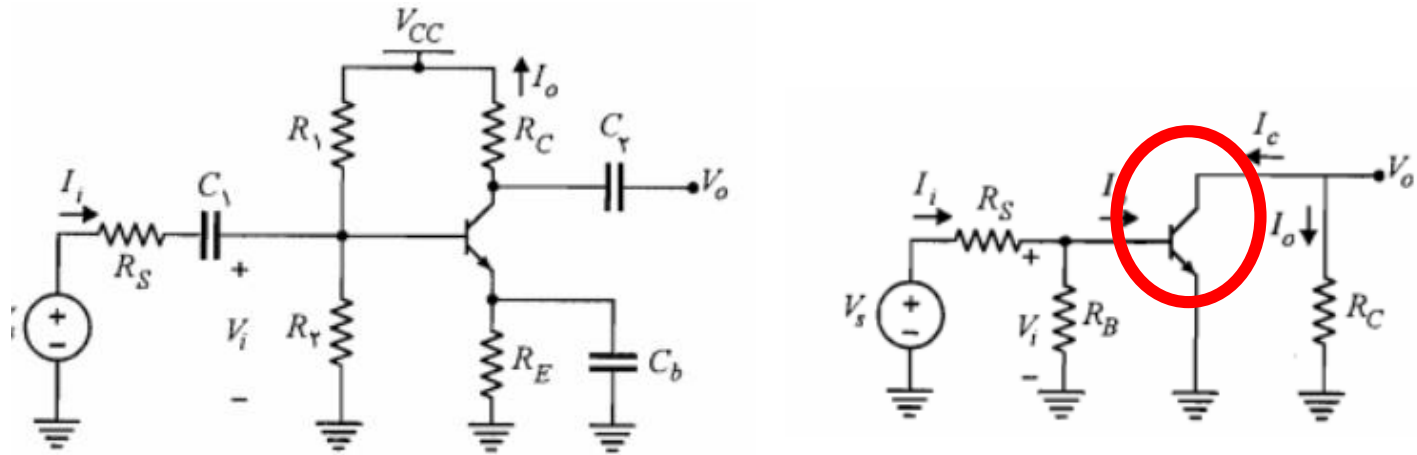 V_CC
I_o
R_۱
R_C
C_۲
V_o
I_i
C_۱
R_S
+
V_i
−
R_۲
R_E
C_b
+
−
I_c
V_o
I_i
R_S
I_o
V_s
+
−
+
V_i
−
R_B
R_C